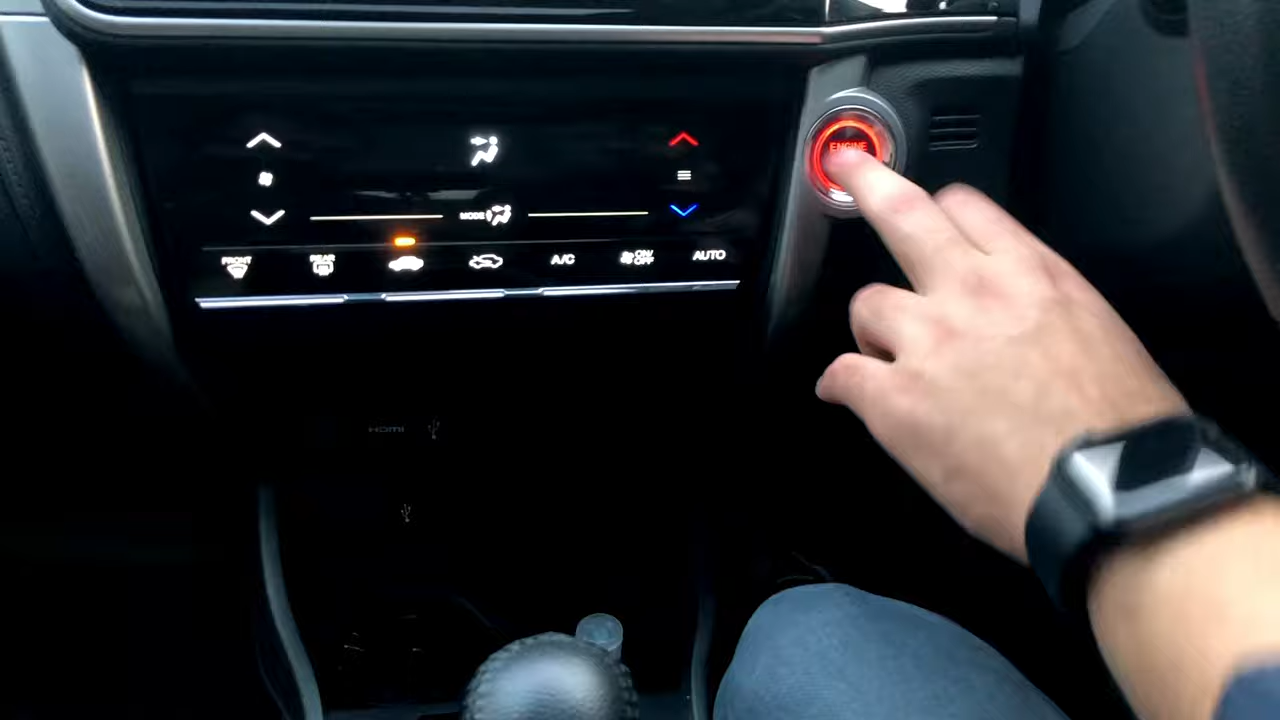 ENGINE
MODE
FRONT
REAR
A/C
ON/
OFF
AUTO
HDMI